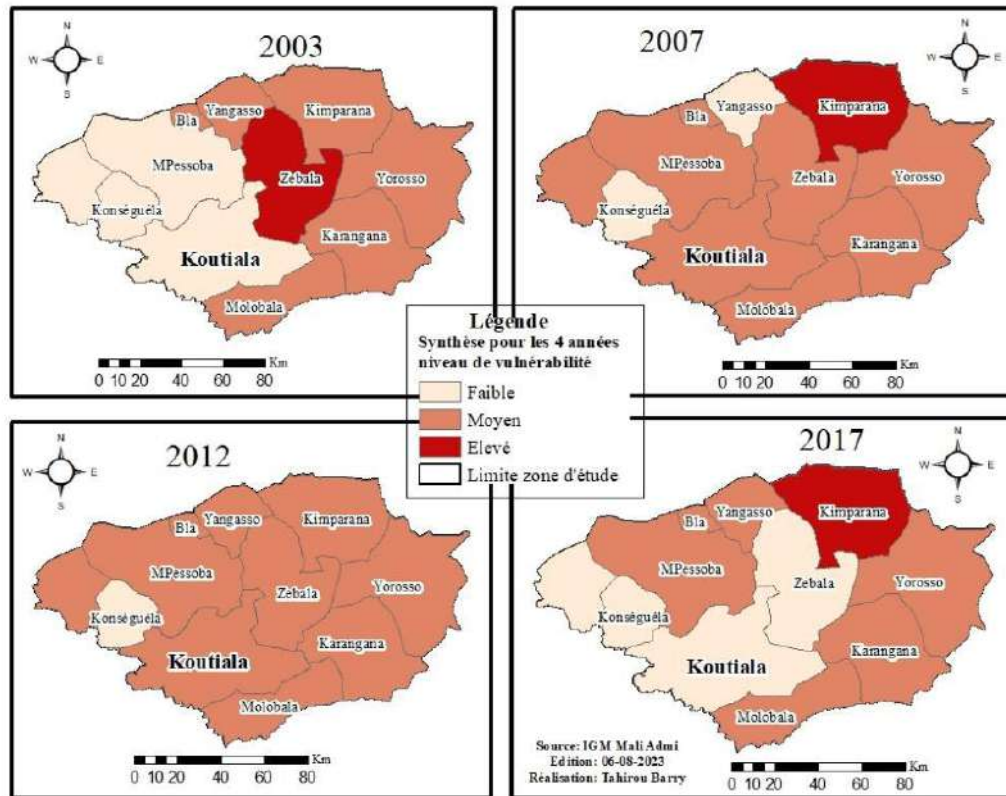 N
W E
S
2003
Yangasso
Kimparana
Bla
MPessoba
Zébala
Yorosso
Konséguéla
Karangana
Koutiala
Molobala
Km
0 10 20 40 60 80
2007
N
W E
S
Yangasso
Kimparana
Bla
MPessoba
Zébala
Yorosso
Konséguéla
Karangana
Koutiala
Molobala
Km
0 10 20 40 60 80
Légende
Synthèse pour les 4 années
niveau de vulnérabilité
Faible
Moyen
Elevé
Limite zone d'étude
N
W E
S
2012
Yangasso
Kimparana
Bla
MPessoba
Zébala
Yorosso
Konséguéla
Karangana
Koutiala
Molobala
Km
0 10 20 40 60 80
2017
N
W E
S
Yangasso
Kimparana
Bla
MPessoba
Zébala
Yorosso
Konséguéla
Karangana
Koutiala
Molobala
Source: IGM Mali Admi
Edition: 06-08-2023
Réalisation: Tahirou Barry
Km
0 10 20 40 60 80